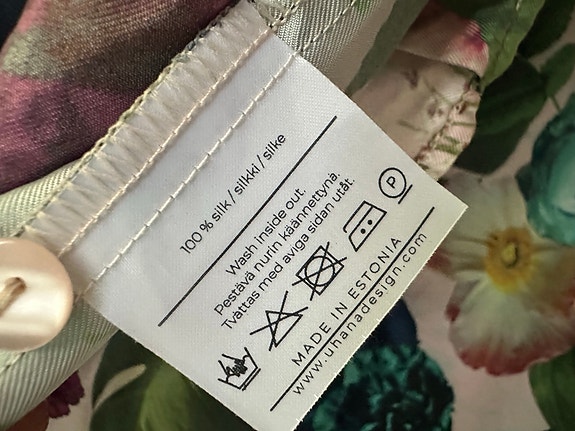 100 % silk / silkki / silke
Wash inside out.
Pestävä nurin käännettynä.
Tvättas med aviga sidan utåt.
P
MADE IN ESTONIA
www.uhanadesign.com